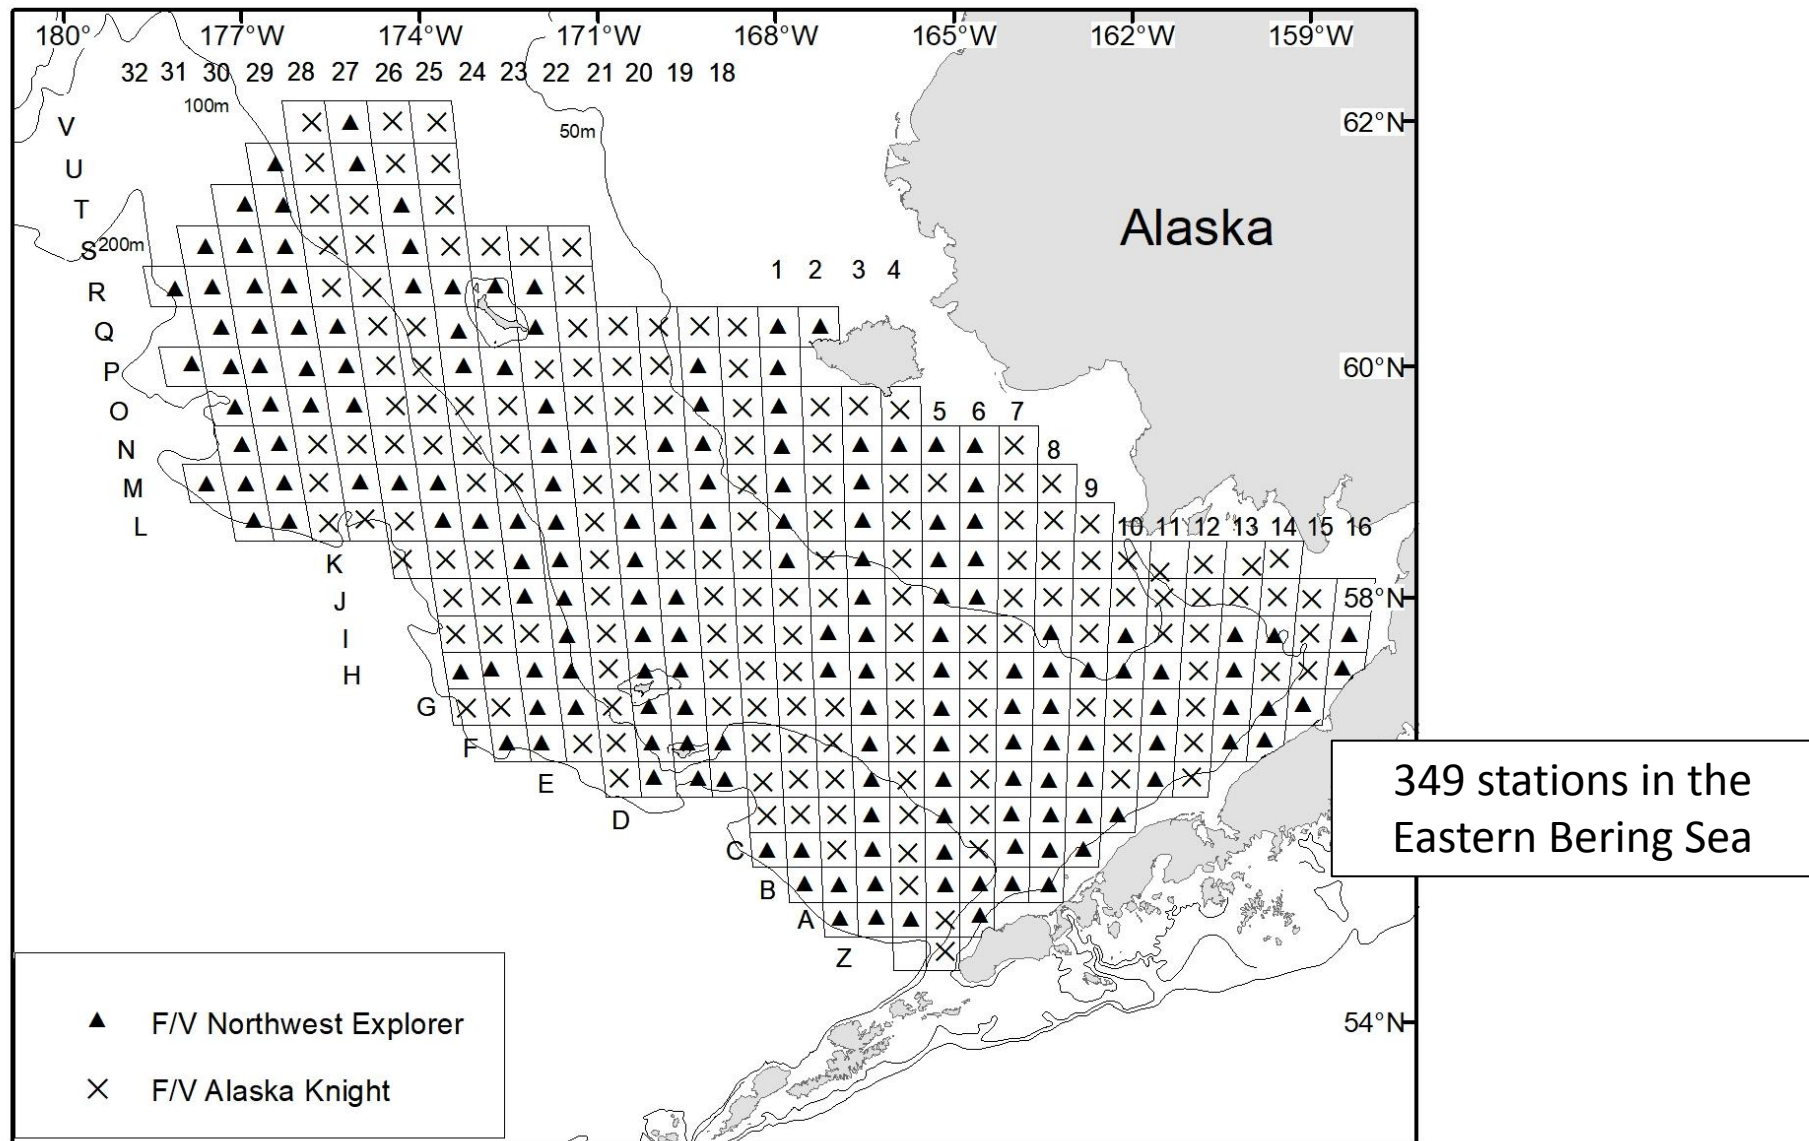 180° 177°W 174°W 171°W 168°W 165°W 162°W 159°W
32 31 30 29 28 27 26 25 24 23 22 21 20 19 18
100m
50m
V
62°N
U
T
Alaska
S
200m
R
1 2 3 4
Q
P
60°N
O
5 6 7
N
8
M
9
L
10 11 12 13 14 15 16
K
J
58°N
I
H
G
F
E
D
C
B
A
Z
349 stations in the
Eastern Bering Sea
F/V Northwest Explorer
F/V Alaska Knight
54°N